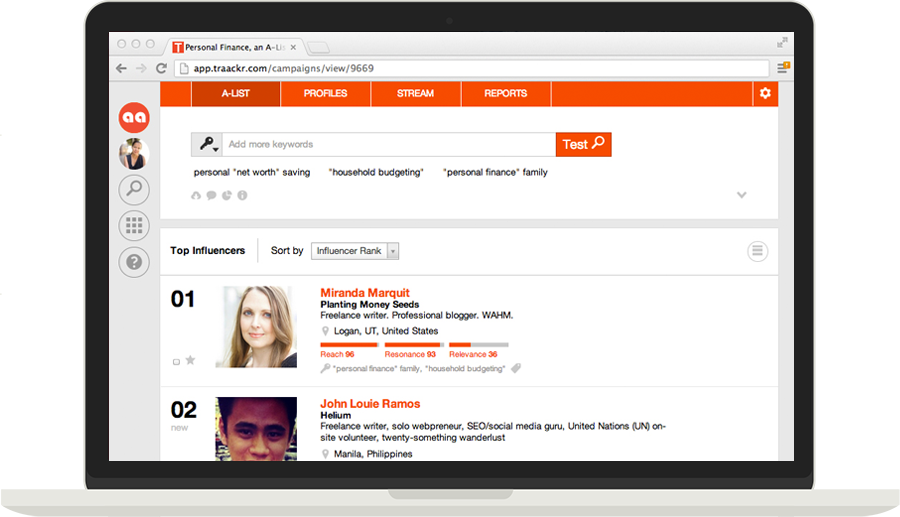 Personal Finance, an A-Lis
app.traackr.com/campaigns/view/9669
A-LIST PROFILES STREAM REPORTS
aa
Add more keywords Test
personal "net worth" saving "household budgeting" "personal finance" family
Top Influencers Sort by Influencer Rank
01
Miranda Marquit
Planting Money Seeds
Freelance writer. Professional blogger. WAHM.
Logan, UT, United States
Reach 96 Resonance 93 Relevance 36
"personal finance" family, "household budgeting"
02
new
John Louie Ramos
Helium
Freelance writer, solo webpreneur, SEO/social media guru, United Nations (UN) on-
site volunteer, twenty-something wanderlust
Manila, Philippines